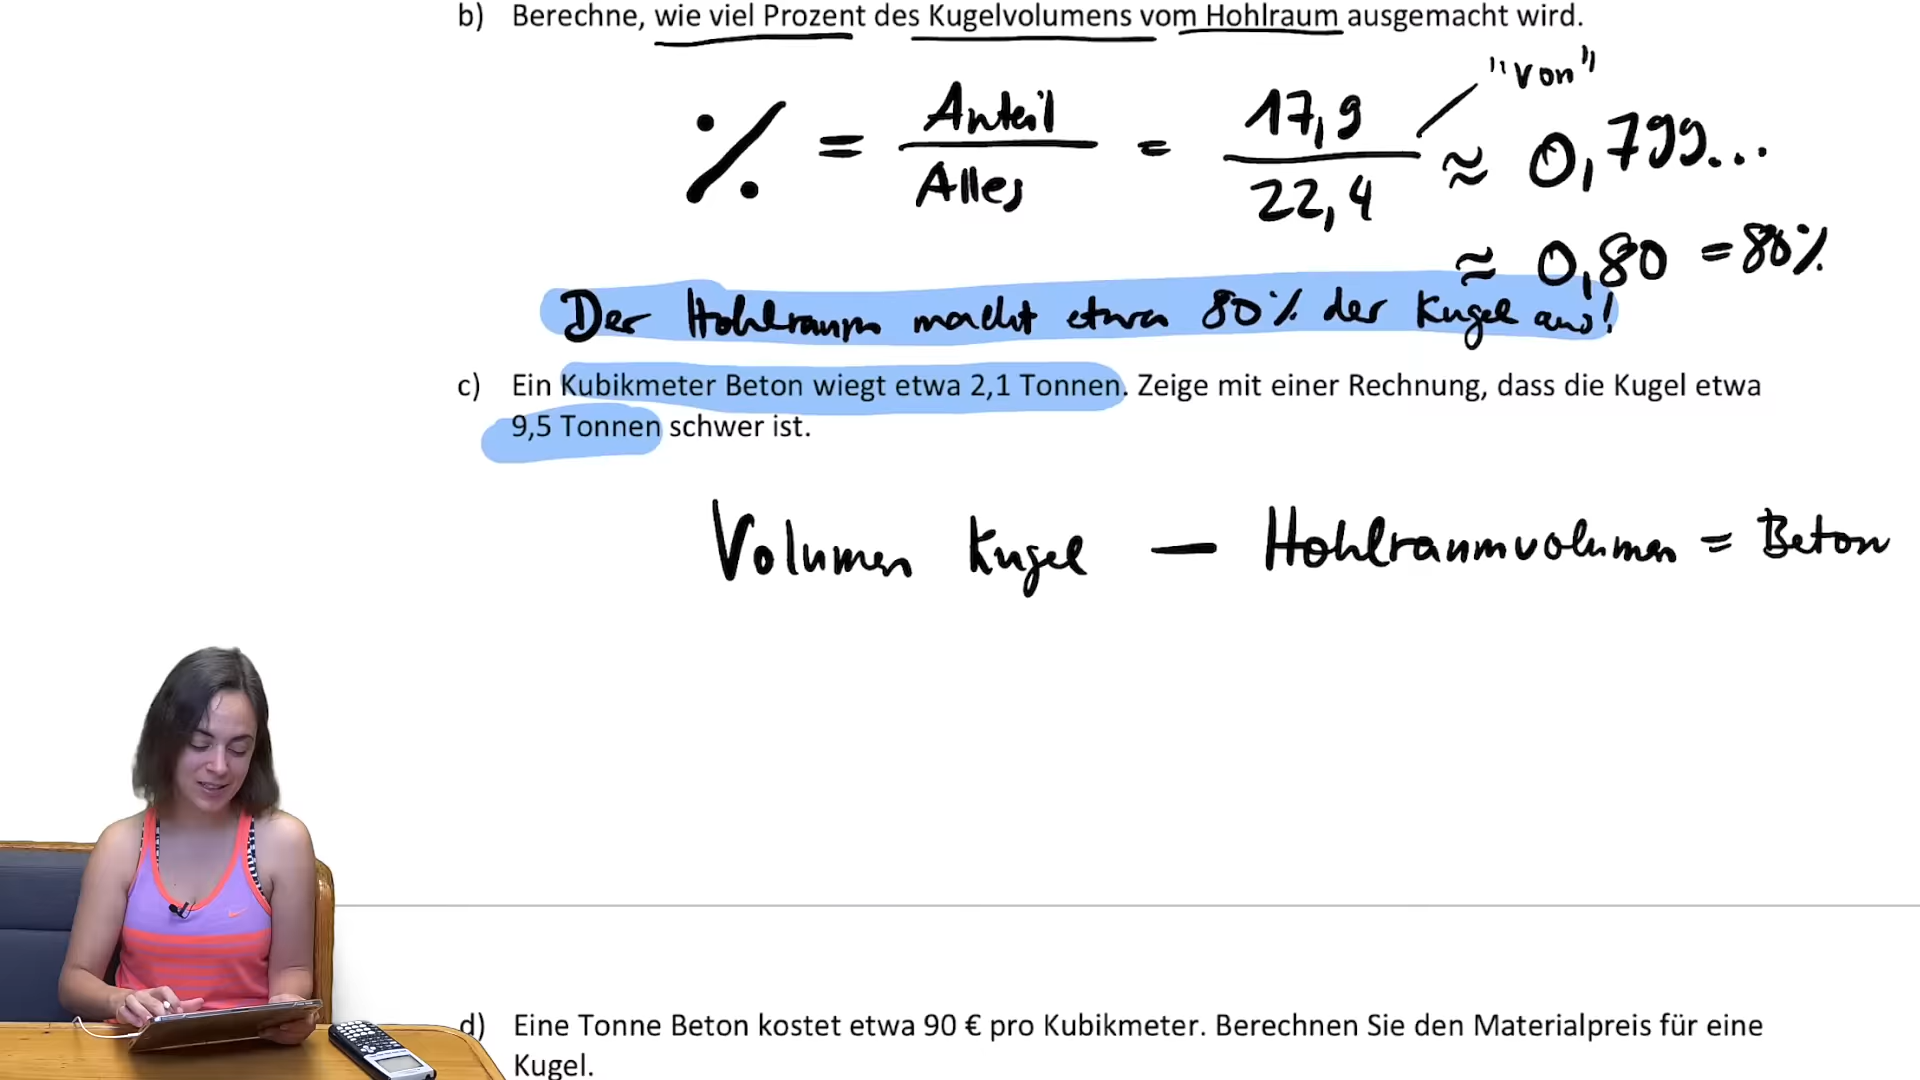 b) Berechne, wie viel Prozent des Kugelvolumens vom Hohlraum ausgemacht wird.
"von"
% = Anteil / Alles = 17,9 / 22,4 ≈ 0,799...
≈ 0,80 = 80%
Der Hohlraum macht etwa 80% der Kugel aus!
c) Ein Kubikmeter Beton wiegt etwa 2,1 Tonnen. Zeige mit einer Rechnung, dass die Kugel etwa
9,5 Tonnen schwer ist.
Volumen Kugel — Hohlraumvolumen = Beton
d) Eine Tonne Beton kostet etwa 90 € pro Kubikmeter. Berechnen Sie den Materialpreis für eine
Kugel.